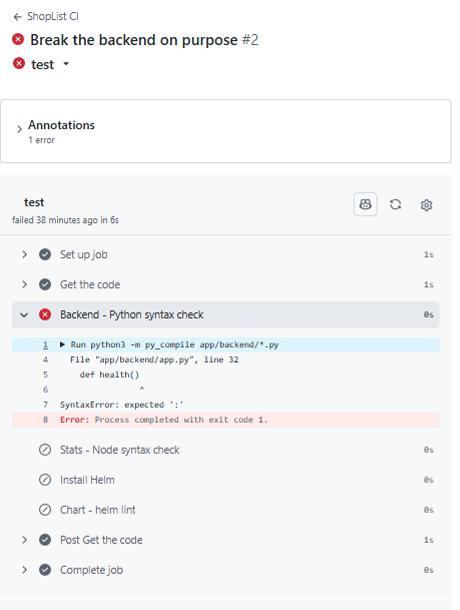 ← ShopList CI
Break the backend on purpose #2
test
Annotations
1 error
test
failed 38 minutes ago in 6s
Set up job 1s
Get the code 1s
Backend - Python syntax check 0s
1 ▶ Run python3 -m py_compile app/backend/*.py
4 File "app/backend/app.py", line 32
5 def health()
6 ^
7 SyntaxError: expected ':'
8 Error: Process completed with exit code 1.
Stats - Node syntax check 0s
Install Helm 0s
Chart - helm lint 0s
Post Get the code 1s
Complete job 0s